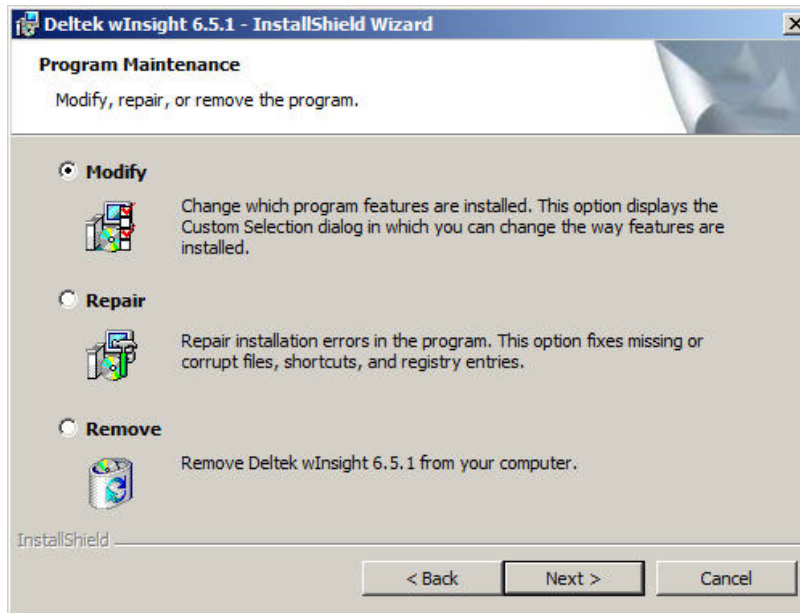 Deltek wInsight 6.5.1 - InstallShield Wizard
Program Maintenance
Modify, repair, or remove the program.
Modify
Change which program features are installed. This option displays the
Custom Selection dialog in which you can change the way features are
installed.
Repair
Repair installation errors in the program. This option fixes missing or
corrupt files, shortcuts, and registry entries.
Remove
Remove Deltek wInsight 6.5.1 from your computer.
InstallShield
< Back
Next >
Cancel